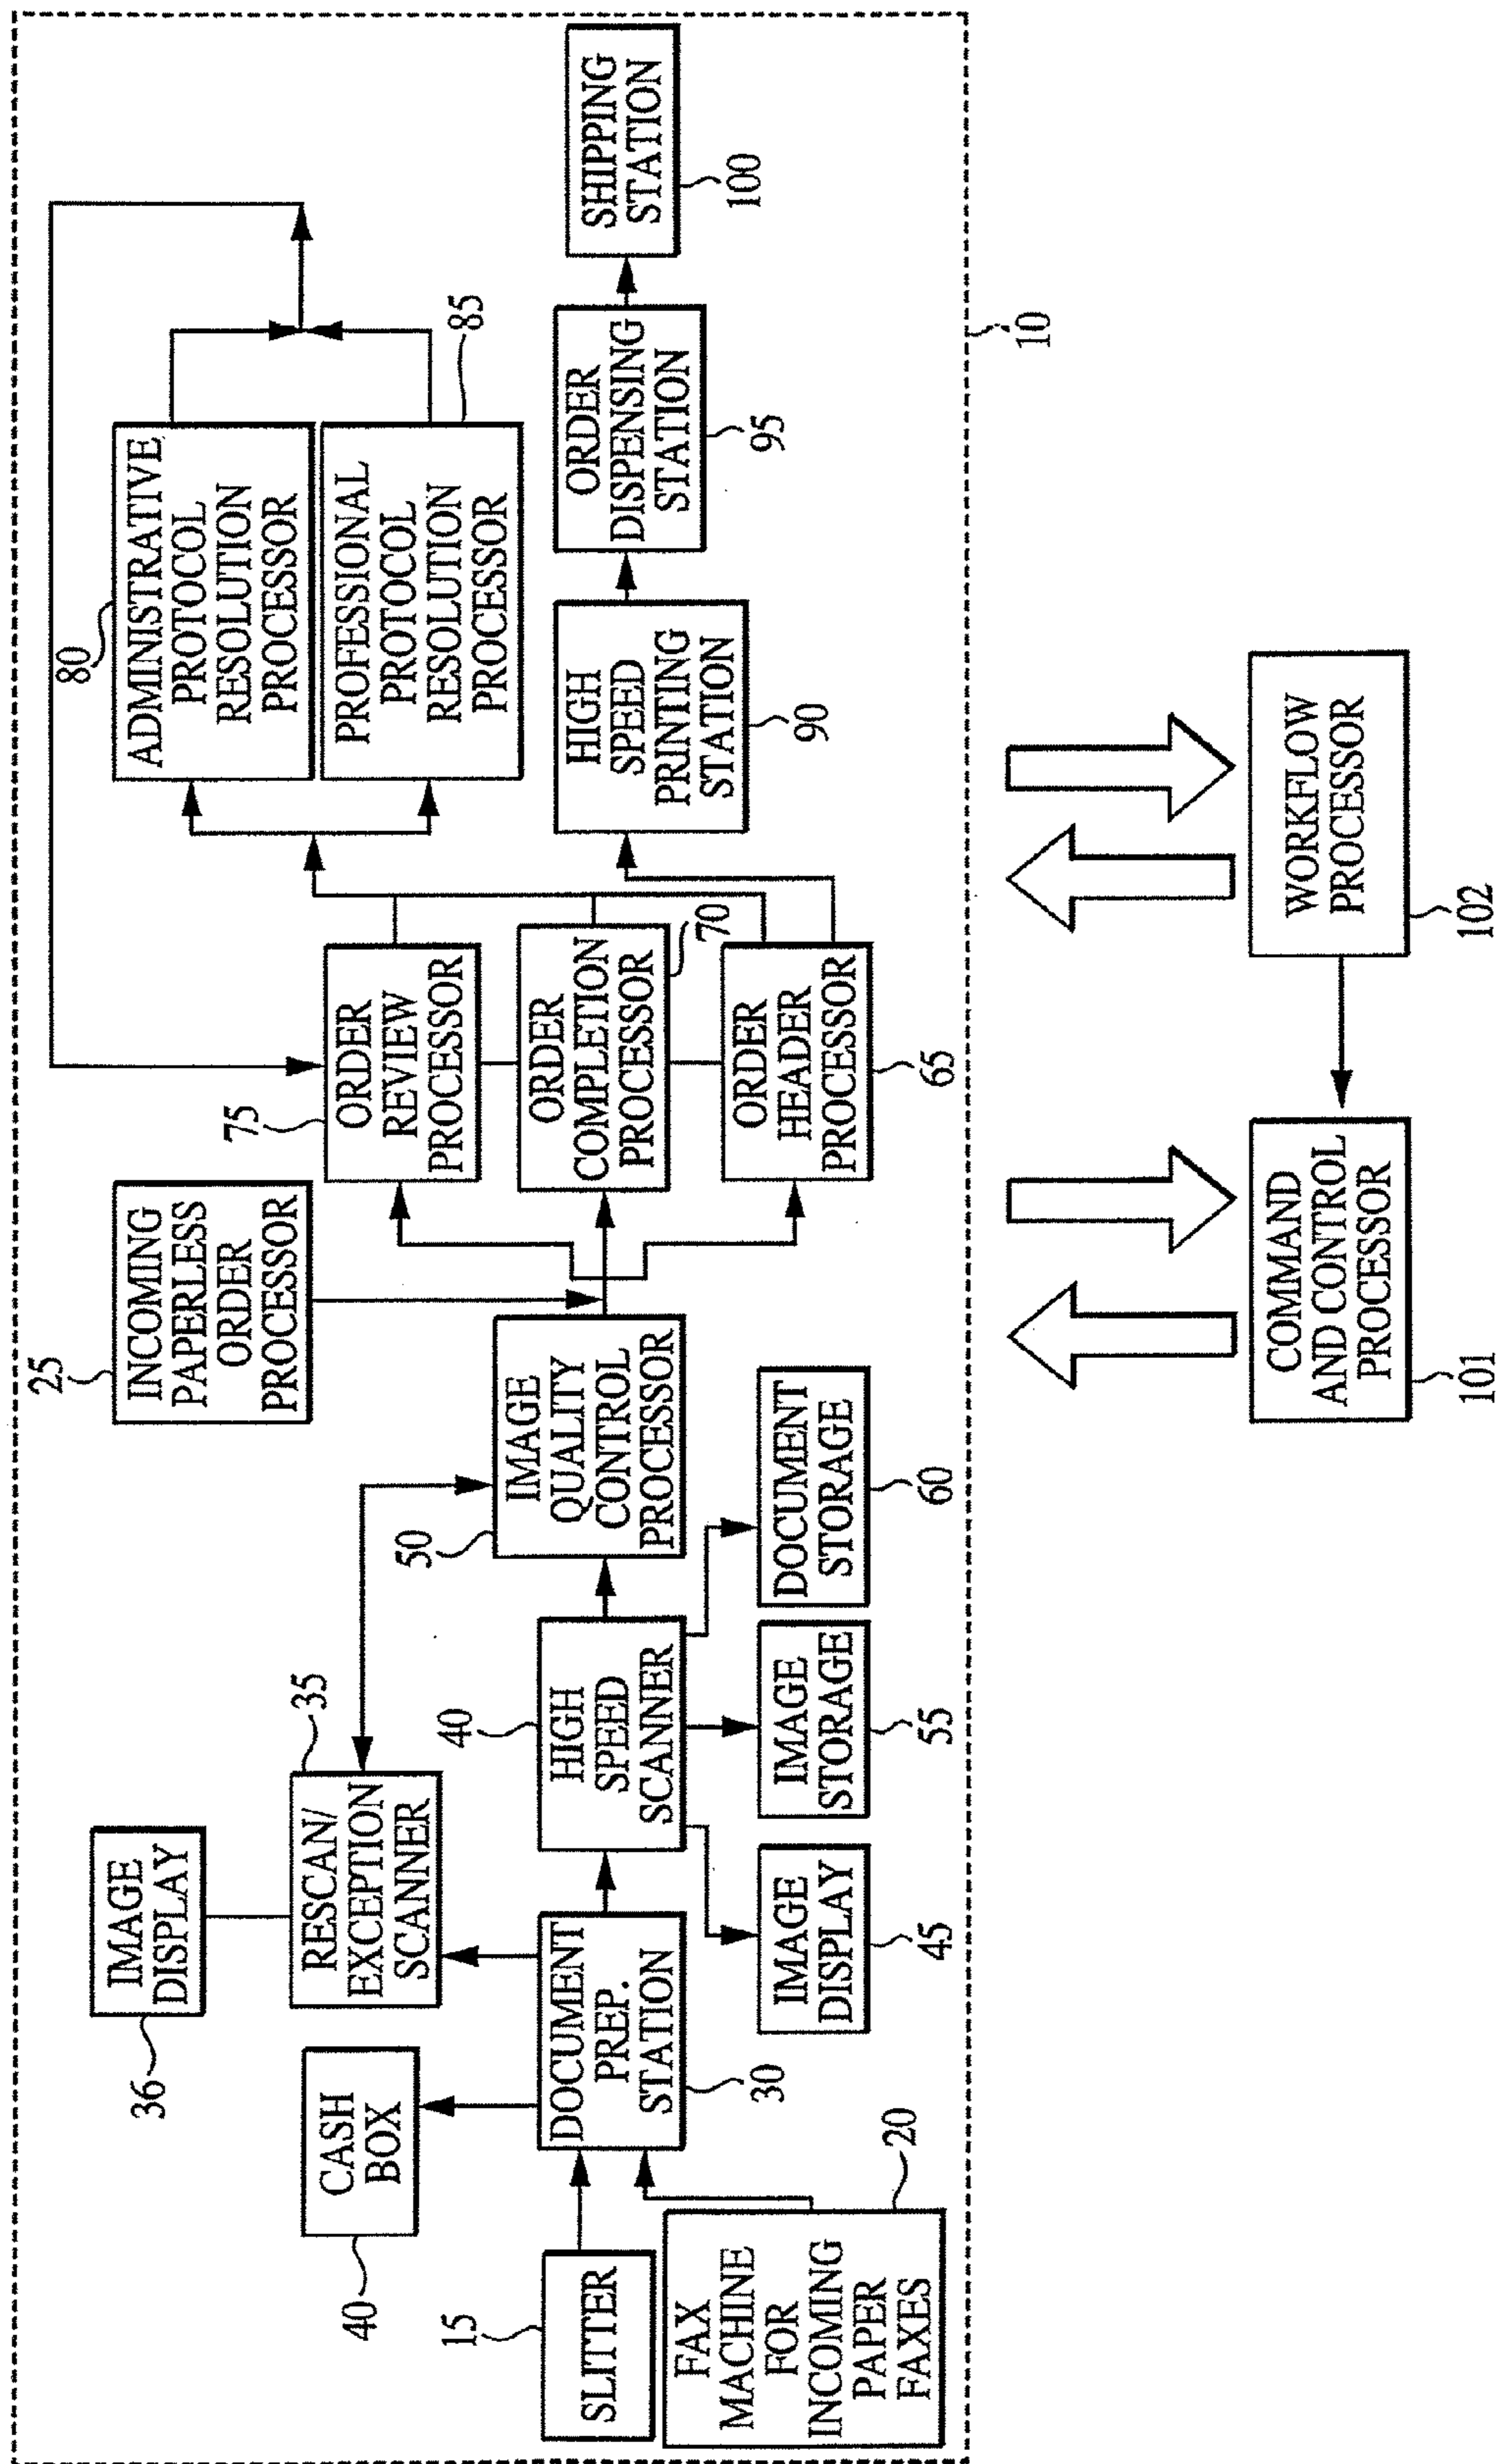 36
IMAGE
DISPLAY
40
CASH
BOX
35
RESCAN/
EXCEPTION
SCANNER
15
SLITTER
FAX
MACHINE
FOR
INCOMING
PAPER
FAXES
20
DOCUMENT
PREP.
STATION
30
40
HIGH
SPEED
SCANNER
IMAGE
DISPLAY
45
IMAGE
STORAGE
55
DOCUMENT
STORAGE
60
50
IMAGE
QUALITY
CONTROL
PROCESSOR
25
INCOMING
PAPERLESS
ORDER
PROCESSOR
75
ORDER
REVIEW
PROCESSOR
ORDER
COMPLETION
PROCESSOR
70
ORDER
HEADER
PROCESSOR
65
80
ADMINISTRATIVE
PROTOCOL
RESOLUTION
PROCESSOR
PROFESSIONAL
PROTOCOL
RESOLUTION
PROCESSOR
85
HIGH
SPEED
PRINTING
STATION
90
ORDER
DISPENSING
STATION
95
SHIPPING
STATION
100
10
COMMAND
AND CONTROL
PROCESSOR
101
WORKFLOW
PROCESSOR
102